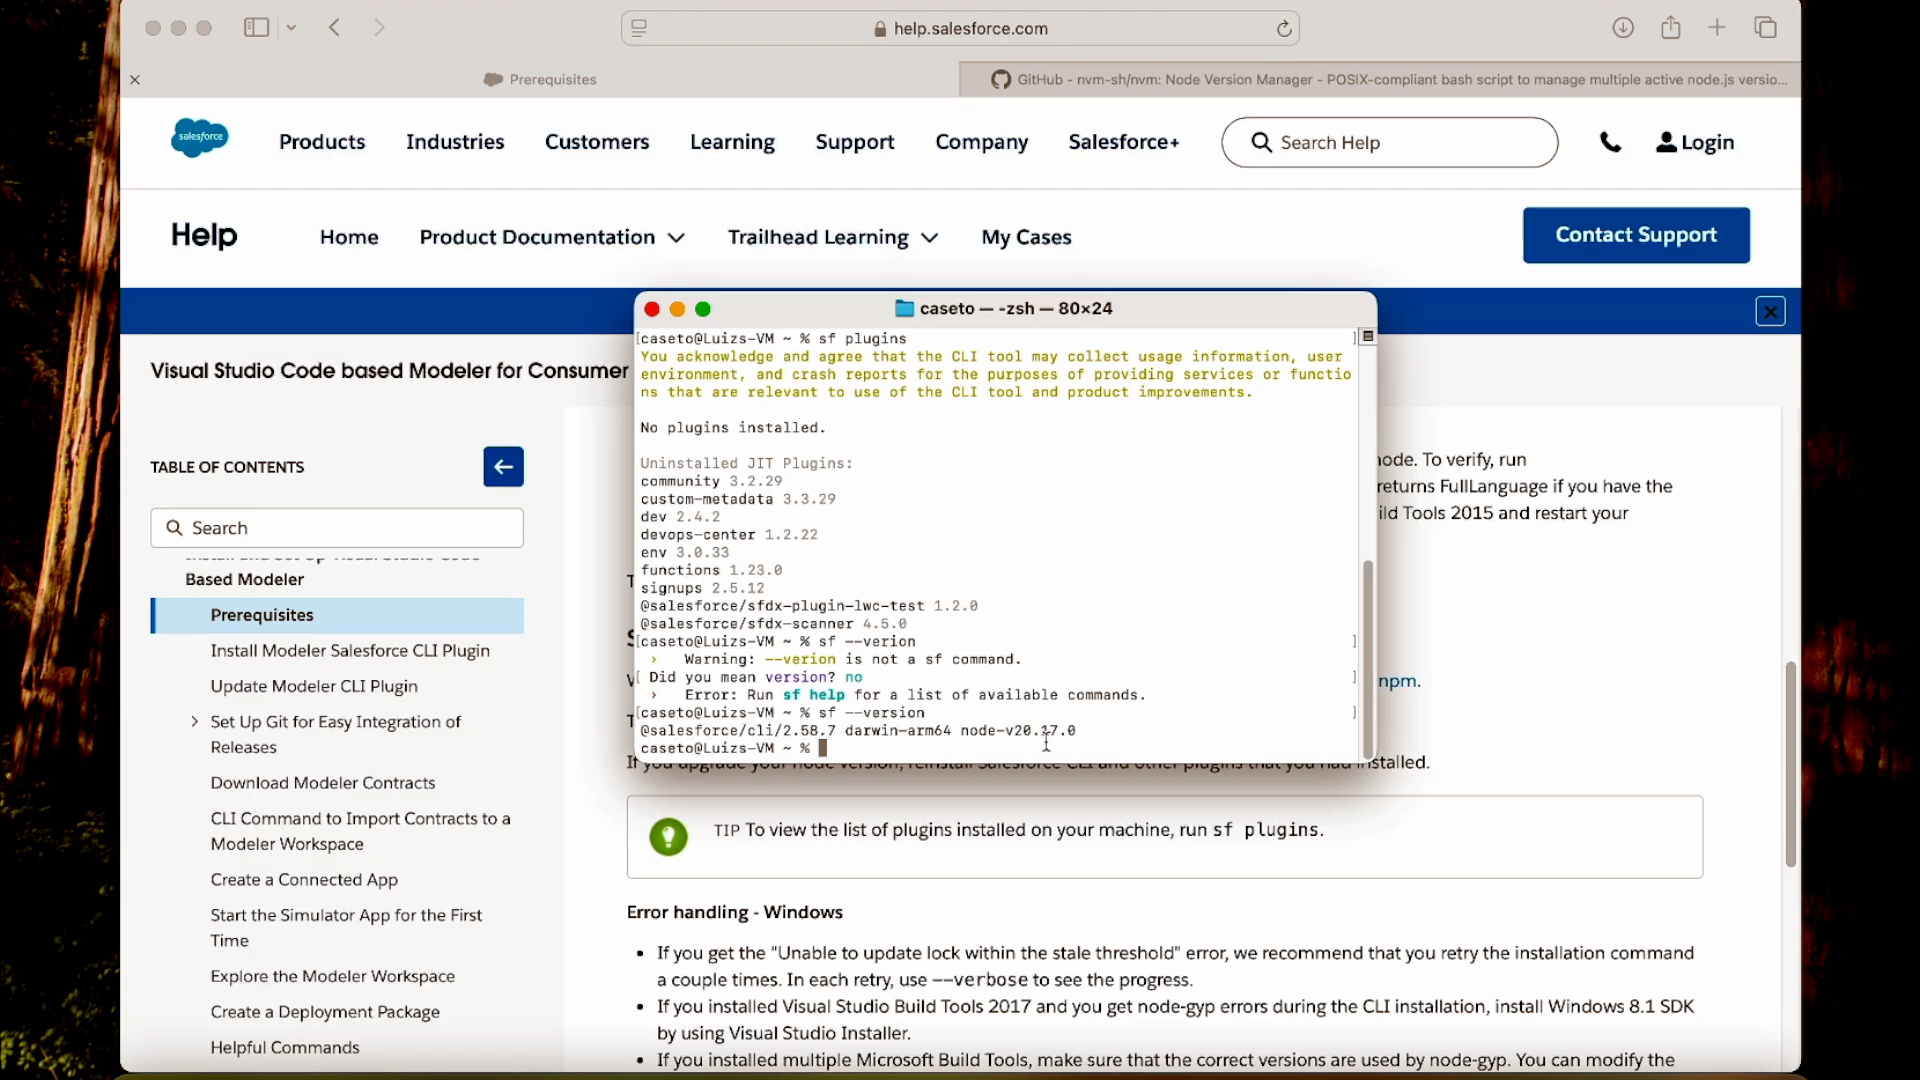 help.salesforce.com
Prerequisites
GitHub - nvm-sh/nvm: Node Version Manager - POSIX-compliant bash script to manage multiple active node.js versio...
salesforce
Products
Industries
Customers
Learning
Support
Company
Salesforce+
Search Help
Login
Help
Home
Product Documentation
Trailhead Learning
My Cases
Contact Support
Visual Studio Code based Modeler for Consumer
TABLE OF CONTENTS
Search
Based Modeler
Prerequisites
Install Modeler Salesforce CLI Plugin
Update Modeler CLI Plugin
Set Up Git for Easy Integration of
Releases
Download Modeler Contracts
CLI Command to Import Contracts to a
Modeler Workspace
Create a Connected App
Start the Simulator App for the First
Time
Explore the Modeler Workspace
Create a Deployment Package
Helpful Commands
caseto — -zsh — 80×24
[caseto@Luizs-VM ~ % sf plugins ]
You acknowledge and agree that the CLI tool may collect usage information, user
environment, and crash reports for the purposes of providing services or functio
ns that are relevant to use of the CLI tool and product improvements.
No plugins installed.
Uninstalled JIT Plugins:
community 3.2.29
custom-metadata 3.3.29
dev 2.4.2
devops-center 1.2.22
env 3.0.33
functions 1.23.0
signups 2.5.12
@salesforce/sfdx-plugin-lwc-test 1.2.0
@salesforce/sfdx-scanner 4.5.0
[caseto@Luizs-VM ~ % sf --verion ]
› Warning: --verion is not a sf command.
[ Did you mean version? no ]
› Error: Run sf help for a list of available commands.
[caseto@Luizs-VM ~ % sf --version ]
@salesforce/cli/2.58.7 darwin-arm64 node-v20.17.0
caseto@Luizs-VM ~ %
node. To verify, run
returns FullLanguage if you have the
ild Tools 2015 and restart your
npm.
If you upgrade your node version, reinstall Salesforce CLI and other plugins that you had installed.
TIP To view the list of plugins installed on your machine, run sf plugins.
Error handling - Windows
• If you get the "Unable to update lock within the stale threshold" error, we recommend that you retry the installation command
a couple times. In each retry, use --verbose to see the progress.
• If you installed Visual Studio Build Tools 2017 and you get node-gyp errors during the CLI installation, install Windows 8.1 SDK
by using Visual Studio Installer.
• If you installed multiple Microsoft Build Tools, make sure that the correct versions are used by node-gyp. You can modify the